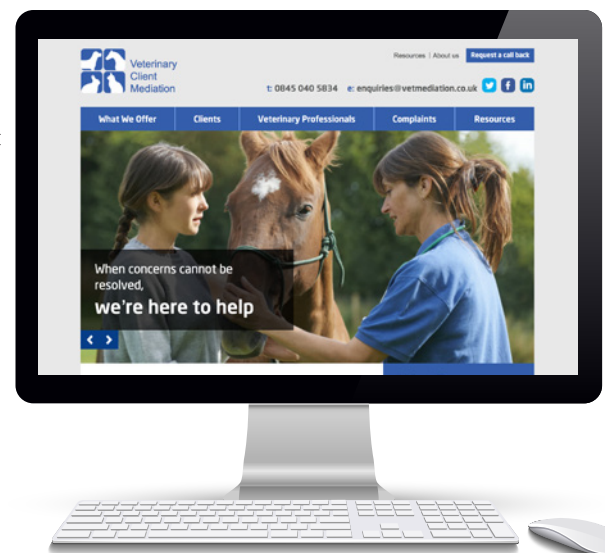 Veterinary
Client
Mediation
Resources | About us
Request a call back
t: 0845 040 5834 e: enquiries@vetmediation.co.uk
What We Offer
Clients
Veterinary Professionals
Complaints
Resources
When concerns cannot be
resolved,
we're here to help